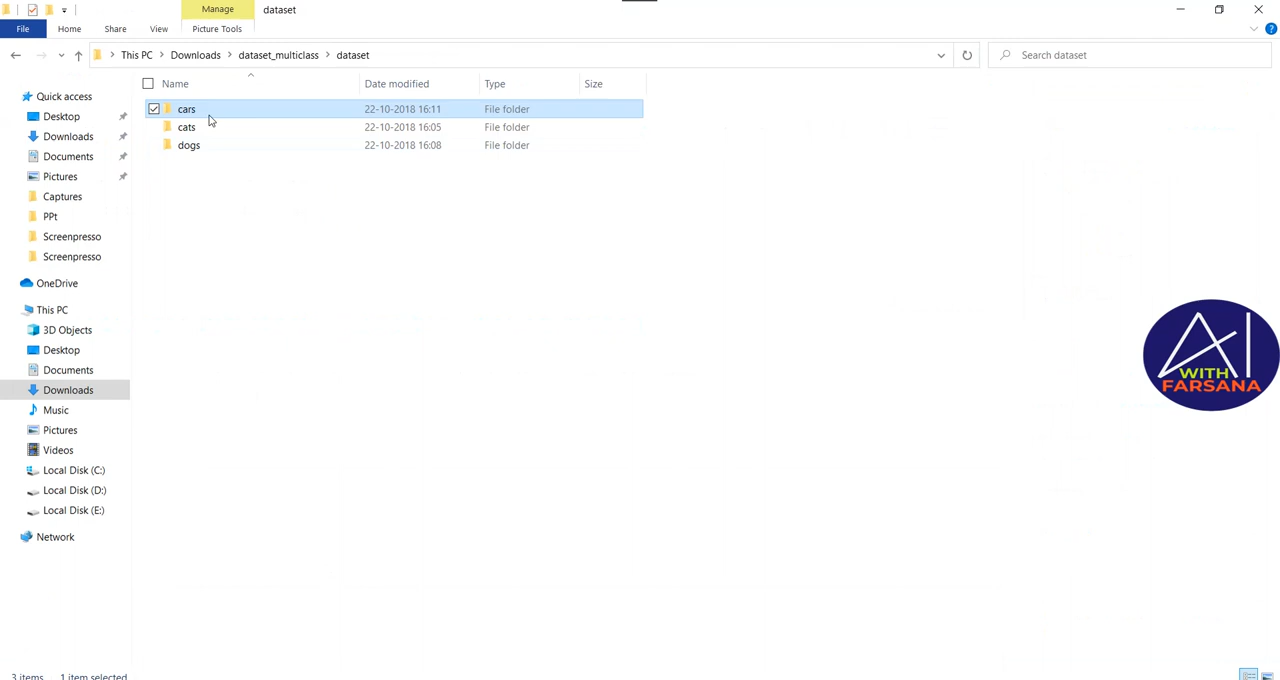 Manage
dataset
File
Home
Share
View
Picture Tools
This PC
Downloads
dataset_multiclass
dataset
Search dataset
Name
Date modified
Type
Size
cars
22-10-2018 16:11
File folder
cats
22-10-2018 16:05
File folder
dogs
22-10-2018 16:08
File folder
Quick access
Desktop
Downloads
Documents
Pictures
Captures
PPt
Screenpresso
Screenpresso
OneDrive
This PC
3D Objects
Desktop
Downloads
Documents
Music
Pictures
Videos
Local Disk (C:)
Local Disk (D:)
Local Disk (E:)
Network
AI
WITH
FARSANA
3 items
1 item selected